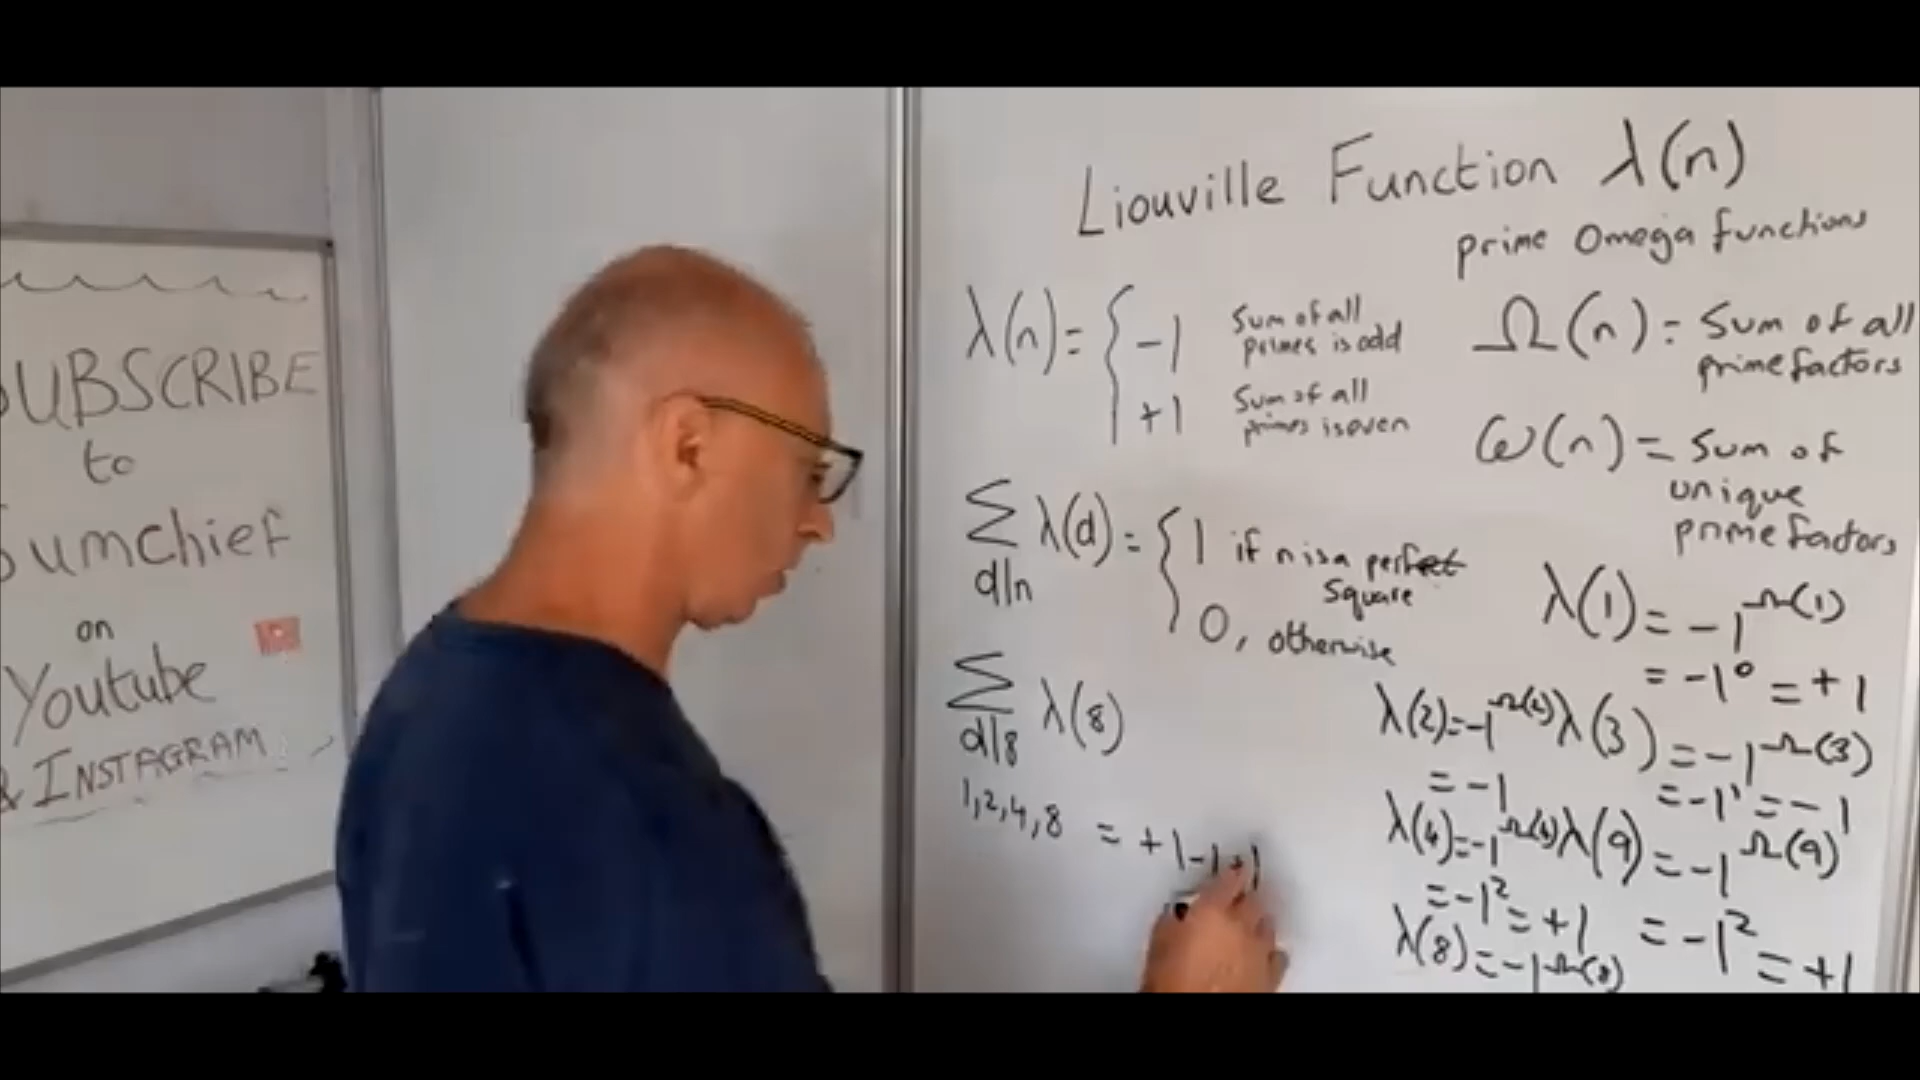 UBSCRIBE
to
Sumchief
on
Youtube
& INSTAGRAM
Liouville Function λ(n)
prime Omega functions
λ(n) = { -1 Sum of all primes is odd
+1 Sum of all primes is even
Ω(n) = Sum of all
prime factors
ω(n) = Sum of
unique
prime factors
Σ λ(d) = { 1 if n is a perfect
Square
d|n
0, otherwise
Σ λ(8)
d|8
1,2,4,8 = +1-1+1
λ(1) = -1^Ω(1)
= -1^0 = +1
λ(2) = -1^Ω(2)
= -1
λ(3) = -1^Ω(3)
= -1^1 = -1
λ(4) = -1^Ω(4)
= -1^2 = +1
λ(9) = -1^Ω(9)
= -1^2 = +1
λ(8) = -1^Ω(8)